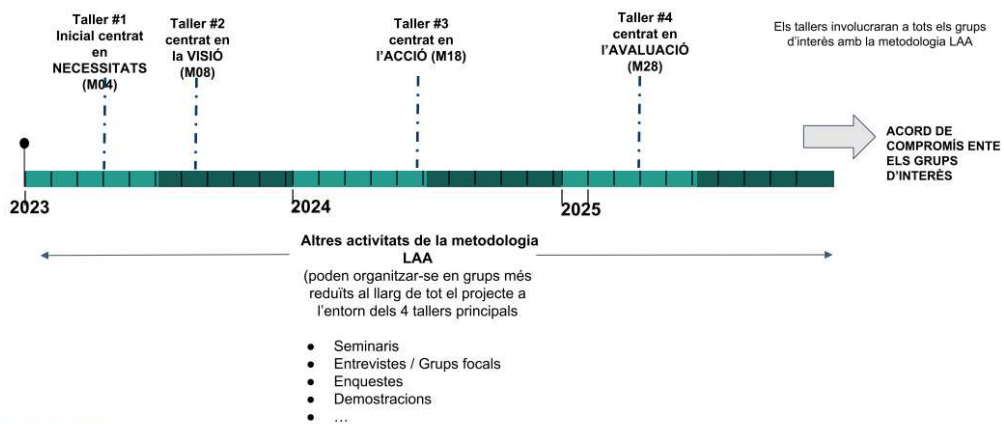 Taller #1
Inicial centrat
en
NECESSITATS
(M04)
Taller #2
centrat en
la VISIÓ
(M08)
Taller #3
centrat en
l'ACCIÓ (M18)
Taller #4
centrat en
l'AVALUACIÓ
(M28)
Els tallers involucraran a tots els grups
d'interès amb la metodologia LAA
ACORD DE
COMPROMÍS ENTE
ELS GRUPS
D'INTERÈS
2023
2024
2025
Altres activitats de la metodologia
LAA
(poden organitzar-se en grups més
reduïts al llarg de tot el projecte a
l'entorn dels 4 tallers principals
● Seminaris
● Entrevistes / Grups focals
● Enquestes
● Demostracions
● ...